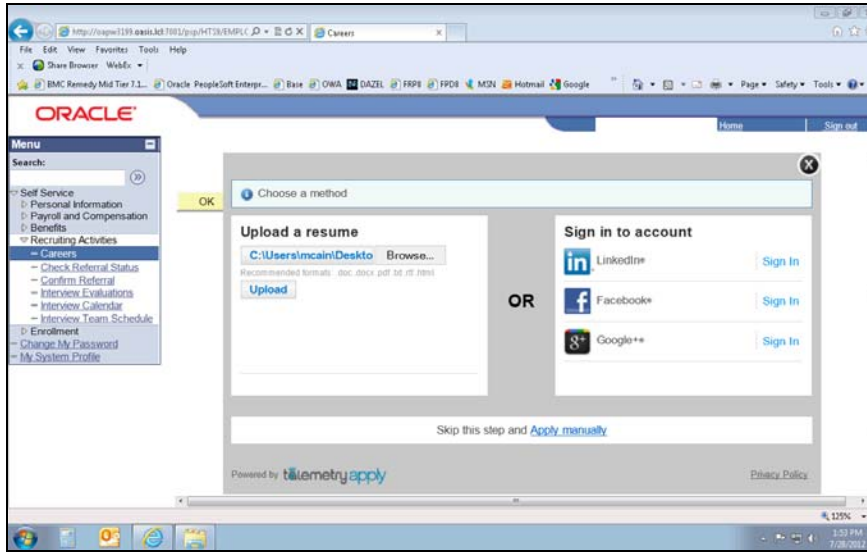 Careers
File Edit View Favorites Tools Help
Share Browser WebEx
BMC Remedy Mid Tier 7.1... Oracle PeopleSoft Enterpr... Base OWA DAZEL FRP8 FPD8 MSN Hotmail Google Page Safety Tools
ORACLE
Home Sign out
Menu
Search:
Self Service
Personal Information
Payroll and Compensation
Benefits
Recruiting Activities
Careers
Check Referral Status
Confirm Referral
Interview Evaluations
Interview Calendar
Interview Team Schedule
Enrollment
Change My Password
My System Profile
OK
Choose a method
Upload a resume
C:\Users\mcain\Deskto Browse...
Recommended formats: .doc .docx .pdf .txt .rtf .html
Upload
OR
Sign in to account
LinkedIn® Sign In
Facebook® Sign In
Google+® Sign In
Skip this step and Apply manually
Powered by telemetry apply
Privacy Policy
125%
1:53 PM